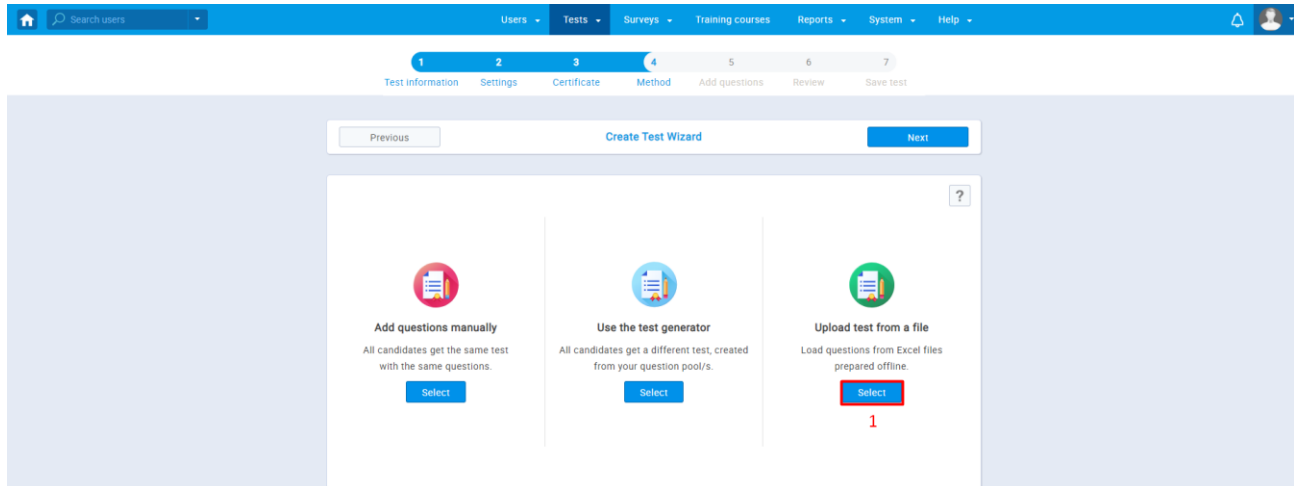 Search users
Users Tests Surveys Training courses Reports System Help
1 2 3 4 5 6 7
Test information Settings Certificate Method Add questions Review Save test
Previous Create Test Wizard Next
?
Add questions manually
All candidates get the same test
with the same questions.
Select
Use the test generator
All candidates get a different test, created
from your question pool/s.
Select
Upload test from a file
Load questions from Excel files
prepared offline.
Select
1